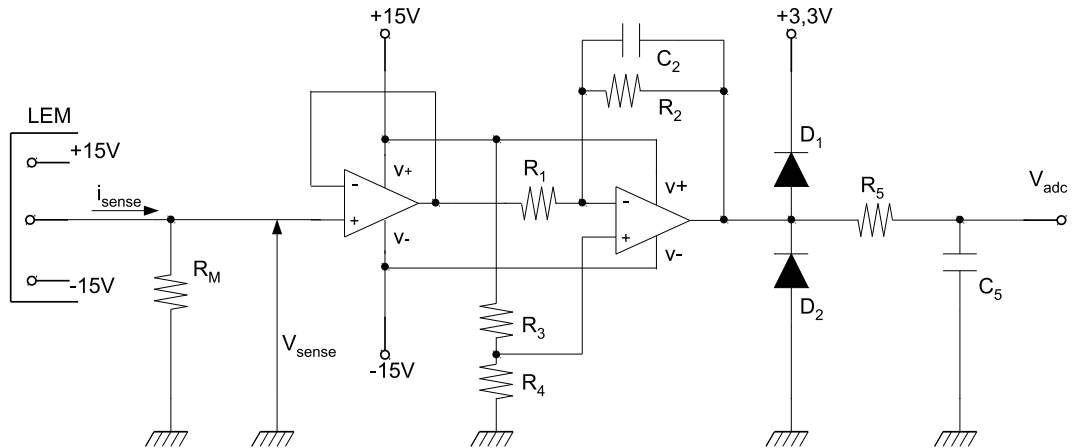 +15V
+3,3V
C2
R2
LEM
+15V
D1
isense
R1
v+
v+
-
-
R5
Vadc
+
+
v-
v-
-15V
RM
D2
C5
Vsense
R3
-15V
R4